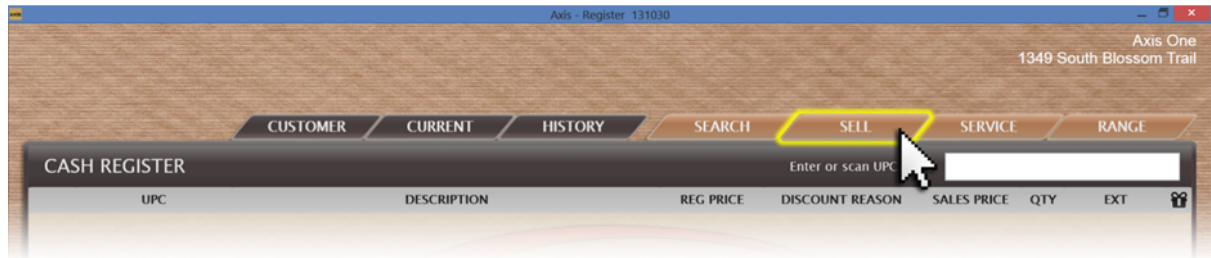 Axis - Register 131030
Axis One
1349 South Blossom Trail
CUSTOMER CURRENT HISTORY SEARCH SELL SERVICE RANGE
CASH REGISTER Enter or scan UPC
UPC DESCRIPTION REG PRICE DISCOUNT REASON SALES PRICE QTY EXT